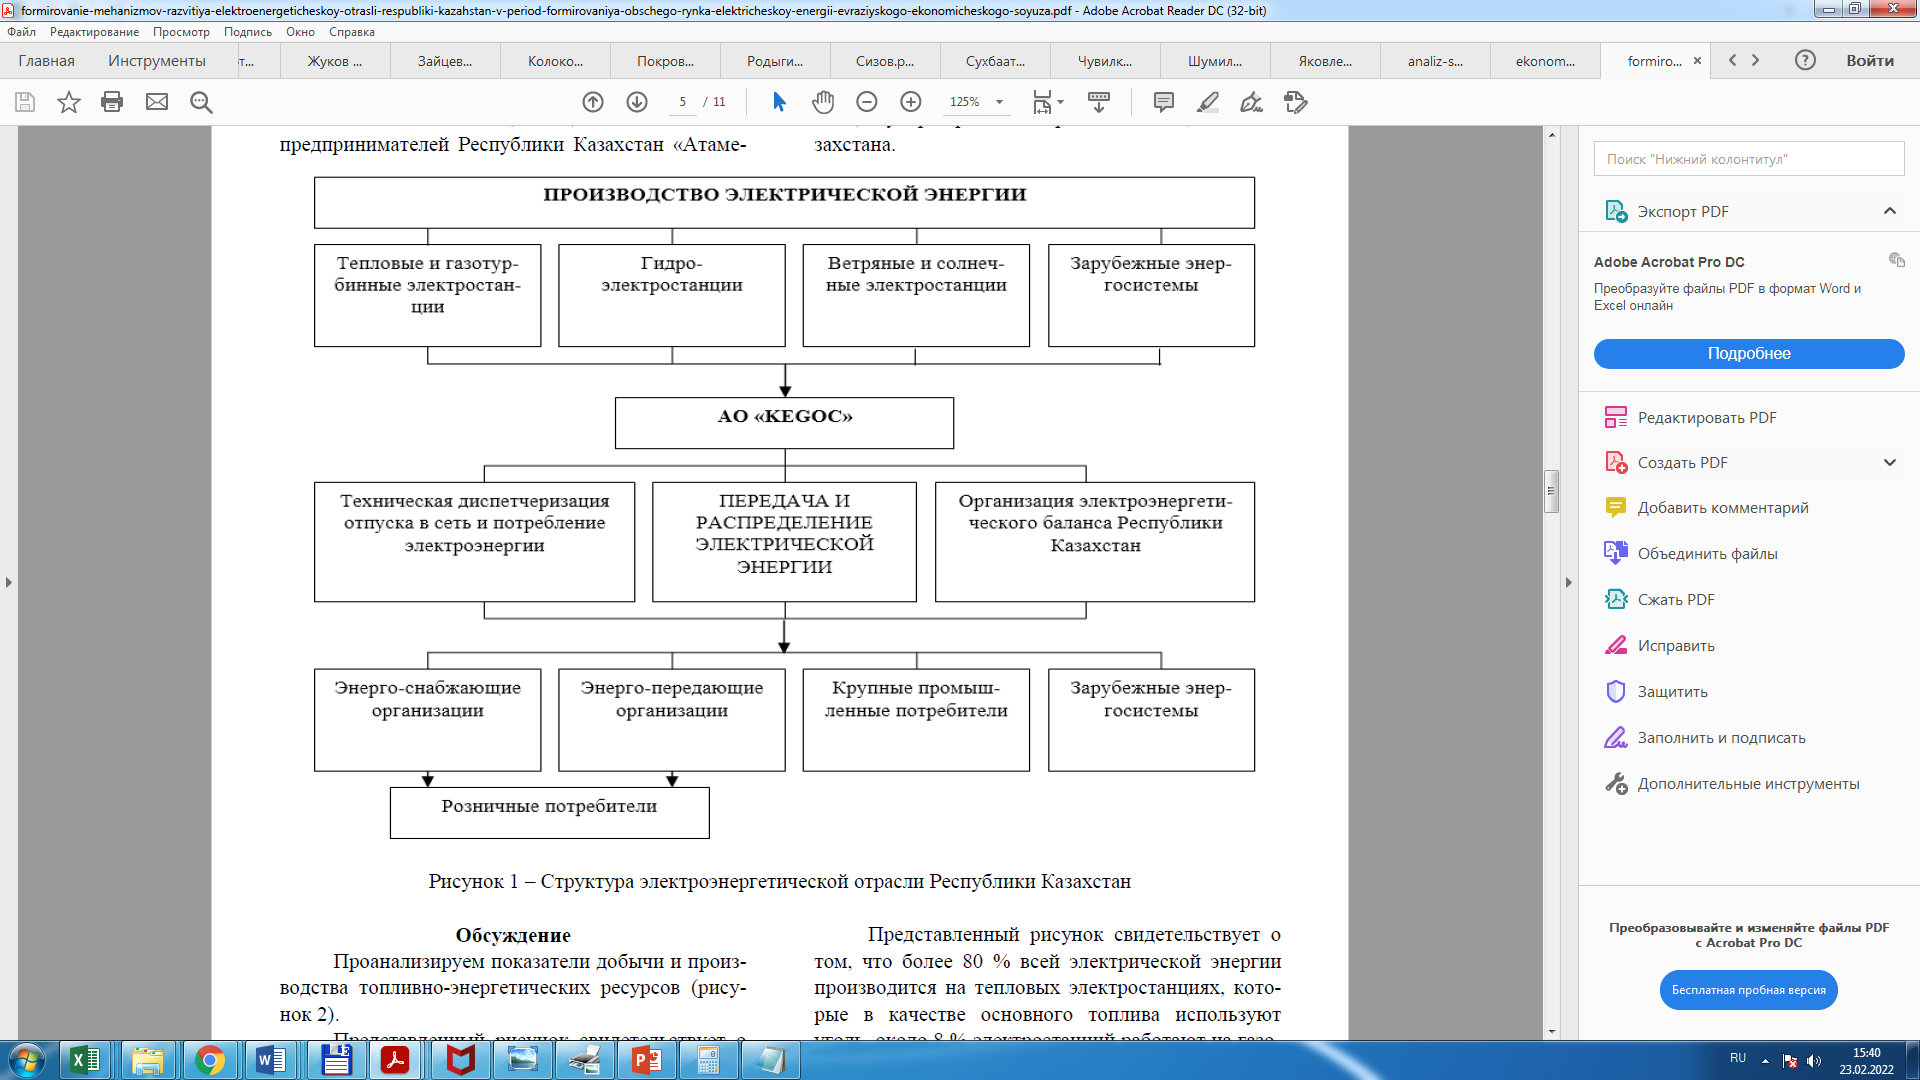 formirovanie-mehanizmov-razvitiya-elektroenergeticheskoy-otrasli-respubliki-kazahstan-v-period-formirovaniya-obschego-rynka-elektricheskoy-energii-evraziyskogo-ekonomicheskogo-soyuza.pdf - Adobe Acrobat Reader DC (32-bit)
Файл Редактирование Просмотр Подпись Окно Справка
Главная Инструменты т... Жуков ... Зайцев... Колоко... Покров... Родыги... Сизов.р... Сухбаат... Чувилк... Шумил... Яковле... analiz-s... ekonom... formiro... Войти
5 / 11 125%
предпринимателей Республики Казахстан «Атаме-
захстана.
ПРОИЗВОДСТВО ЭЛЕКТРИЧЕСКОЙ ЭНЕРГИИ
Тепловые и газотур-
бинные электростан-
ции
Гидро-
электростанции
Ветряные и солнеч-
ные электростанции
Зарубежные энер-
госистемы
АО «KEGOC»
Техническая диспетчеризация
отпуска в сеть и потребление
электроэнергии
ПЕРЕДАЧА И
РАСПРЕДЕЛЕНИЕ
ЭЛЕКТРИЧЕСКОЙ
ЭНЕРГИИ
Организация электроэнергети-
ческого баланса Республики
Казахстан
Энерго-снабжающие
организации
Энерго-передающие
организации
Крупные промыш-
ленные потребители
Зарубежные энер-
госистемы
Розничные потребители
Рисунок 1 – Структура электроэнергетической отрасли Республики Казахстан
Обсуждение
Проанализируем показатели добычи и произ-
водства топливно-энергетических ресурсов (рису-
нок 2).
Представленный рисунок свидетельствует о
Представленный рисунок свидетельствует о
том, что более 80 % всей электрической энергии
производится на тепловых электростанциях, кото-
рые в качестве основного топлива используют
уголь, около 8 % электростанций работают на газо-
Поиск "Нижний колонтитул"
Экспорт PDF
Adobe Acrobat Pro DC
Преобразуйте файлы PDF в формат Word и
Excel онлайн
Подробнее
Редактировать PDF
Создать PDF
Добавить комментарий
Объединить файлы
Сжать PDF
Исправить
Защитить
Заполнить и подписать
Дополнительные инструменты
Преобразовывайте и изменяйте файлы PDF
с Acrobat Pro DC
Бесплатная пробная версия
RU
15:40
23.02.2022